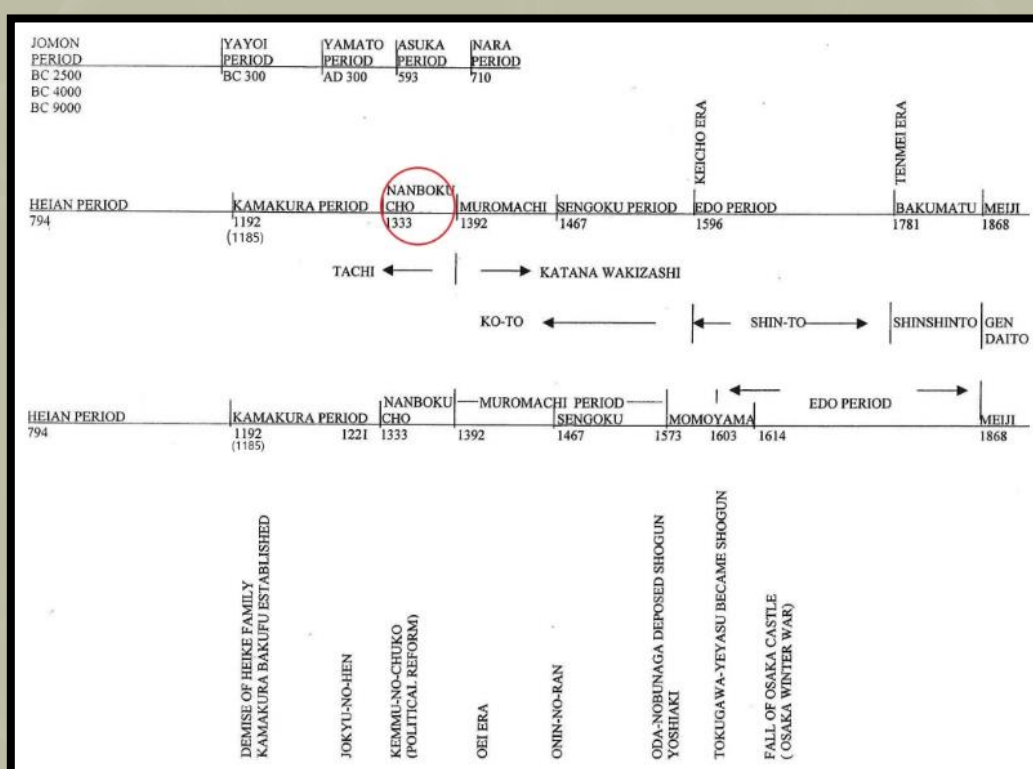 JOMON
PERIOD
BC 2500
BC 4000
BC 9000
YAYOI
PERIOD
BC 300
YAMATO
PERIOD
AD 300
ASUKA
PERIOD
593
NARA
PERIOD
710
KEICHO ERA
TENMEI ERA
HEIAN PERIOD
794
KAMAKURA PERIOD
1192
(1185)
NANBOKU
CHO
1333
MUROMACHI
1392
SENGOKU PERIOD
1467
EDO PERIOD
1596
BAKUMATU
1781
MEIJI
1868
TACHI
KATANA WAKIZASHI
KO-TO
SHIN-TO
SHINSHINTO
GEN
DAITO
HEIAN PERIOD
794
KAMAKURA PERIOD
1192
(1185)
1221
NANBOKU
CHO
1333
MUROMACHI PERIOD
1392
SENGOKU
1467
1573
MOMOYAMA
1603
1614
EDO PERIOD
MEIJI
1868
DEMISE OF HEIKE FAMILY
KAMAKURA BAKUFU ESTABLISHED
JOKYU-NO-HEN
KEMMU-NO-CHUKO
(POLITICAL REFORM)
OEI ERA
ONIN-NO-RAN
ODA-NOBUNAGA DEPOSED SHOGUN
YOSHIAKI
TOKUGAWA-YEYASU BECAME SHOGUN
FALL OF OSAKA CASTLE
( OSAKA WINTER WAR)